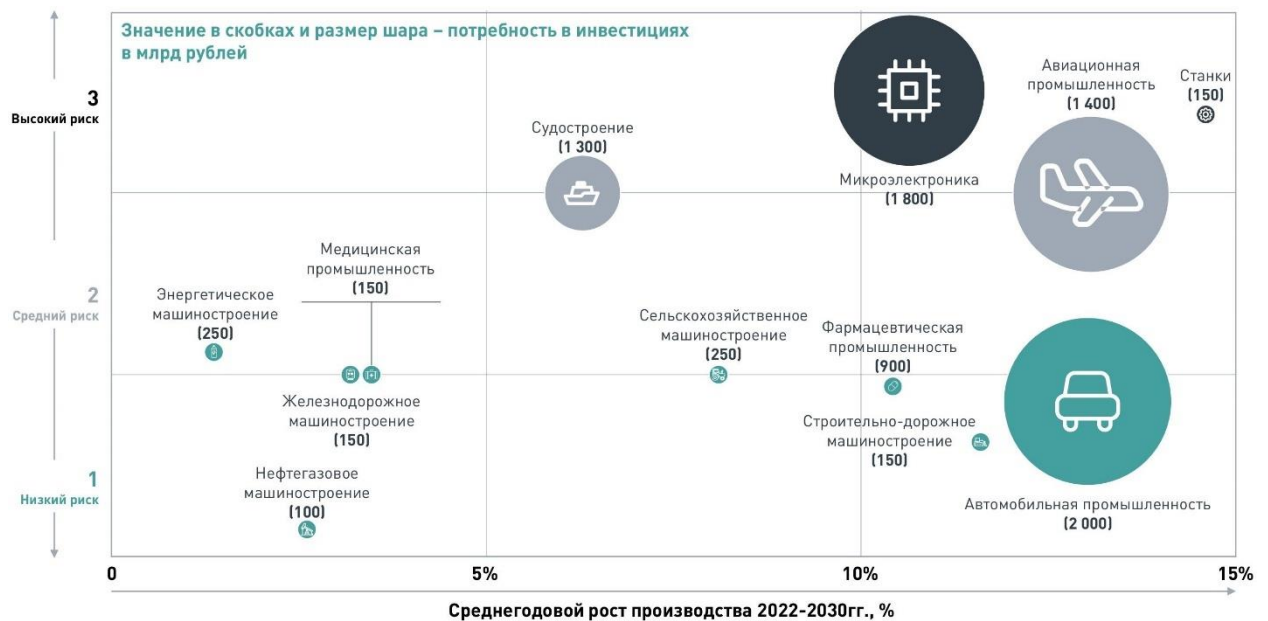 Значение в скобках и размер шара – потребность в инвестициях
в млрд рублей
3
Высокий риск
2
Средний риск
1
Низкий риск
Судостроение
(1 300)
Микроэлектроника
(1 800)
Авиационная
промышленность
(1 400)
Станки
(150)
Медицинская
промышленность
(150)
Энергетическое
машиностроение
(250)
Железнодорожное
машиностроение
(150)
Нефтегазовое
машиностроение
(100)
Сельскохозяйственное
машиностроение
(250)
Фармацевтическая
промышленность
(900)
Строительно-дорожное
машиностроение
(150)
Автомобильная промышленность
(2 000)
0 5% 10% 15%
Среднегодовой рост производства 2022-2030гг., %